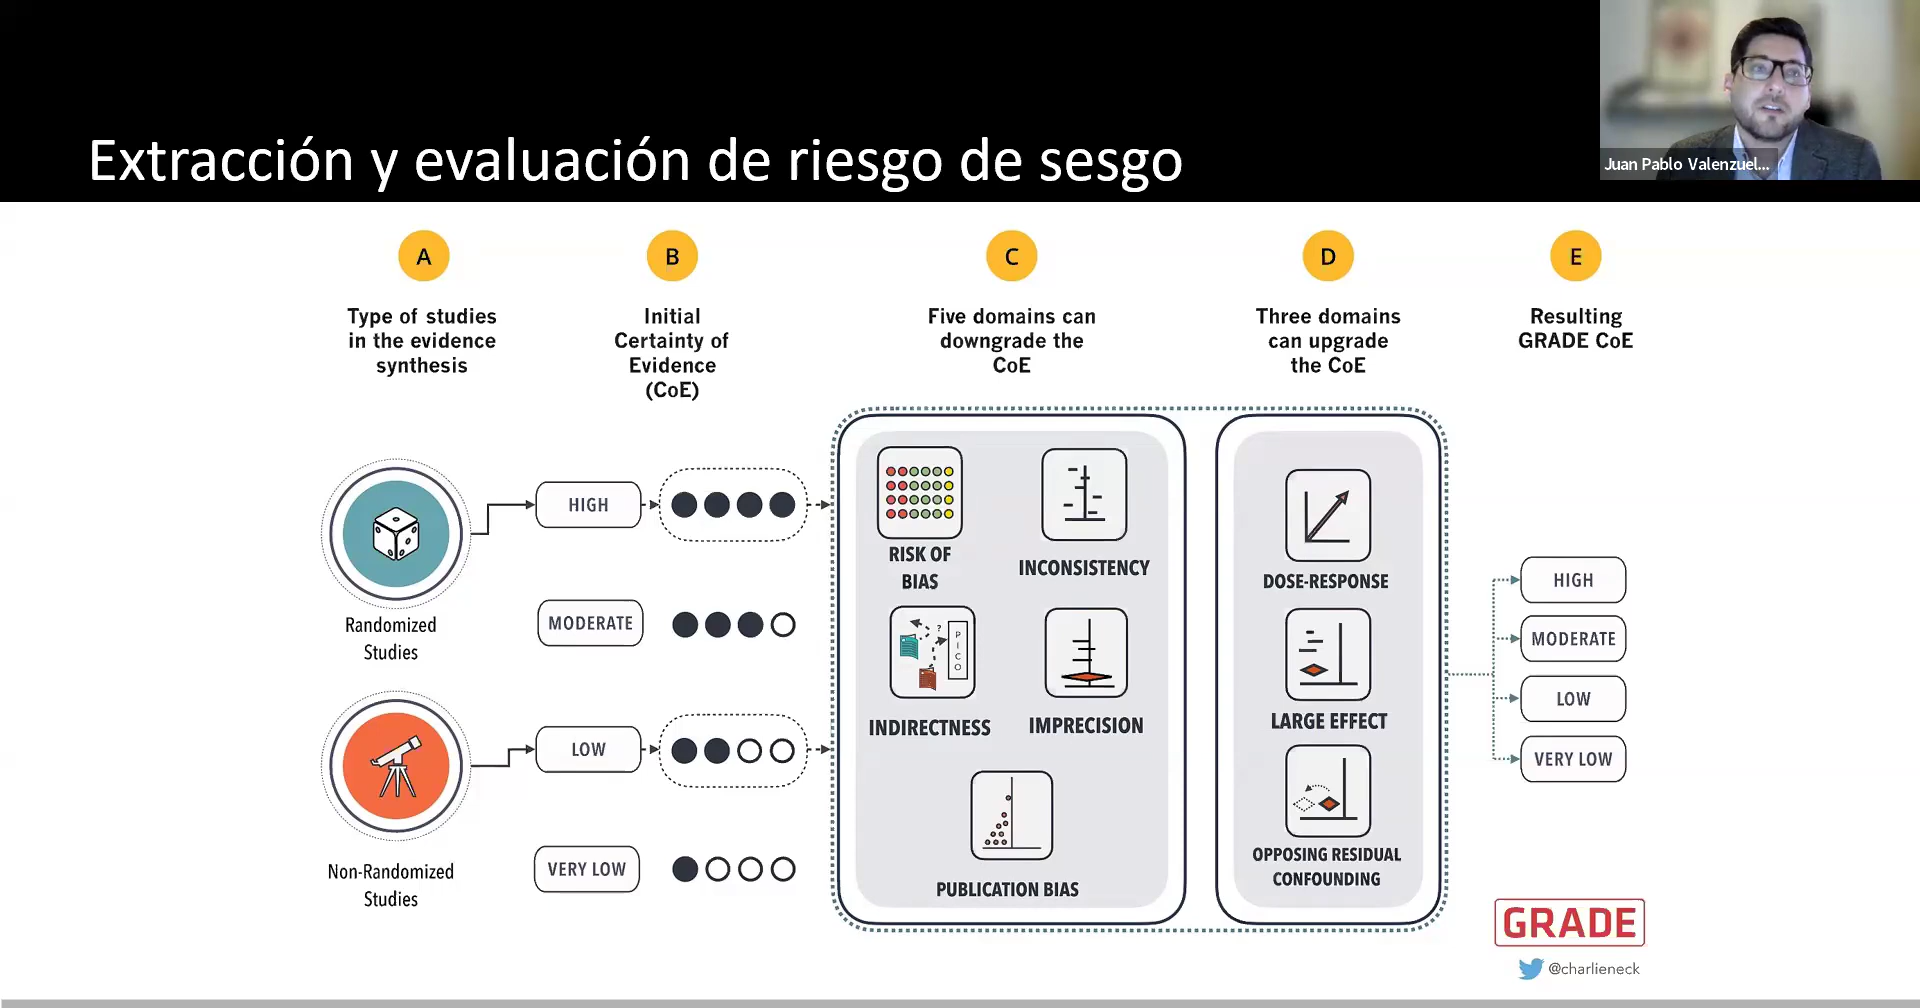 Extracción y evaluación de riesgo de sesgo
Juan Pablo Valenzuel...
A
Type of studies
in the evidence
synthesis
B
Initial
Certainty of
Evidence
(CoE)
C
Five domains can
downgrade the
CoE
D
Three domains
can upgrade
the CoE
E
Resulting
GRADE CoE
Randomized
Studies
Non-Randomized
Studies
HIGH
MODERATE
LOW
VERY LOW
RISK OF
BIAS
INCONSISTENCY
?
P
I
C
O
INDIRECTNESS
IMPRECISION
PUBLICATION BIAS
DOSE-RESPONSE
LARGE EFFECT
OPPOSING RESIDUAL
CONFOUNDING
HIGH
MODERATE
LOW
VERY LOW
GRADE
@charlieneck